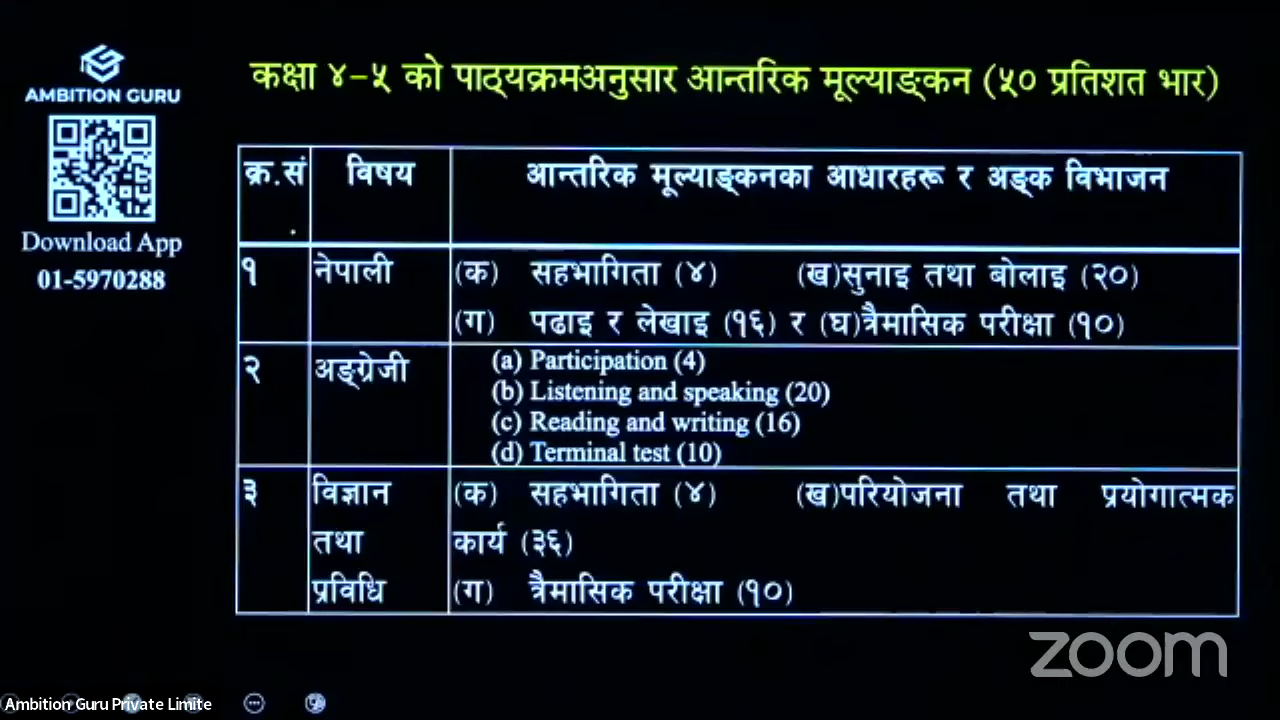 कक्षा ४-५ को पाठ्यक्रमअनुसार आन्तरिक मूल्याङ्कन (५० प्रतिशत भार)
AMBITION GURU
Download App
01-5970288
क्र.सं विषय आन्तरिक मूल्याङ्कनका आधारहरू र अङ्क विभाजन
१ नेपाली (क) सहभागिता (४) (ख)सुनाइ तथा बोलाइ (२०)
(ग) पढाइ र लेखाइ (१६) र (घ)त्रैमासिक परीक्षा (१०)
२ अङ्ग्रेजी (a) Participation (4)
(b) Listening and speaking (20)
(c) Reading and writing (16)
(d) Terminal test (10)
३ विज्ञान (क) सहभागिता (४) (ख)परियोजना तथा प्रयोगात्मक
तथा कार्य (३६)
प्रविधि (ग) त्रैमासिक परीक्षा (१०)
zoom
Ambition Guru Private Limite